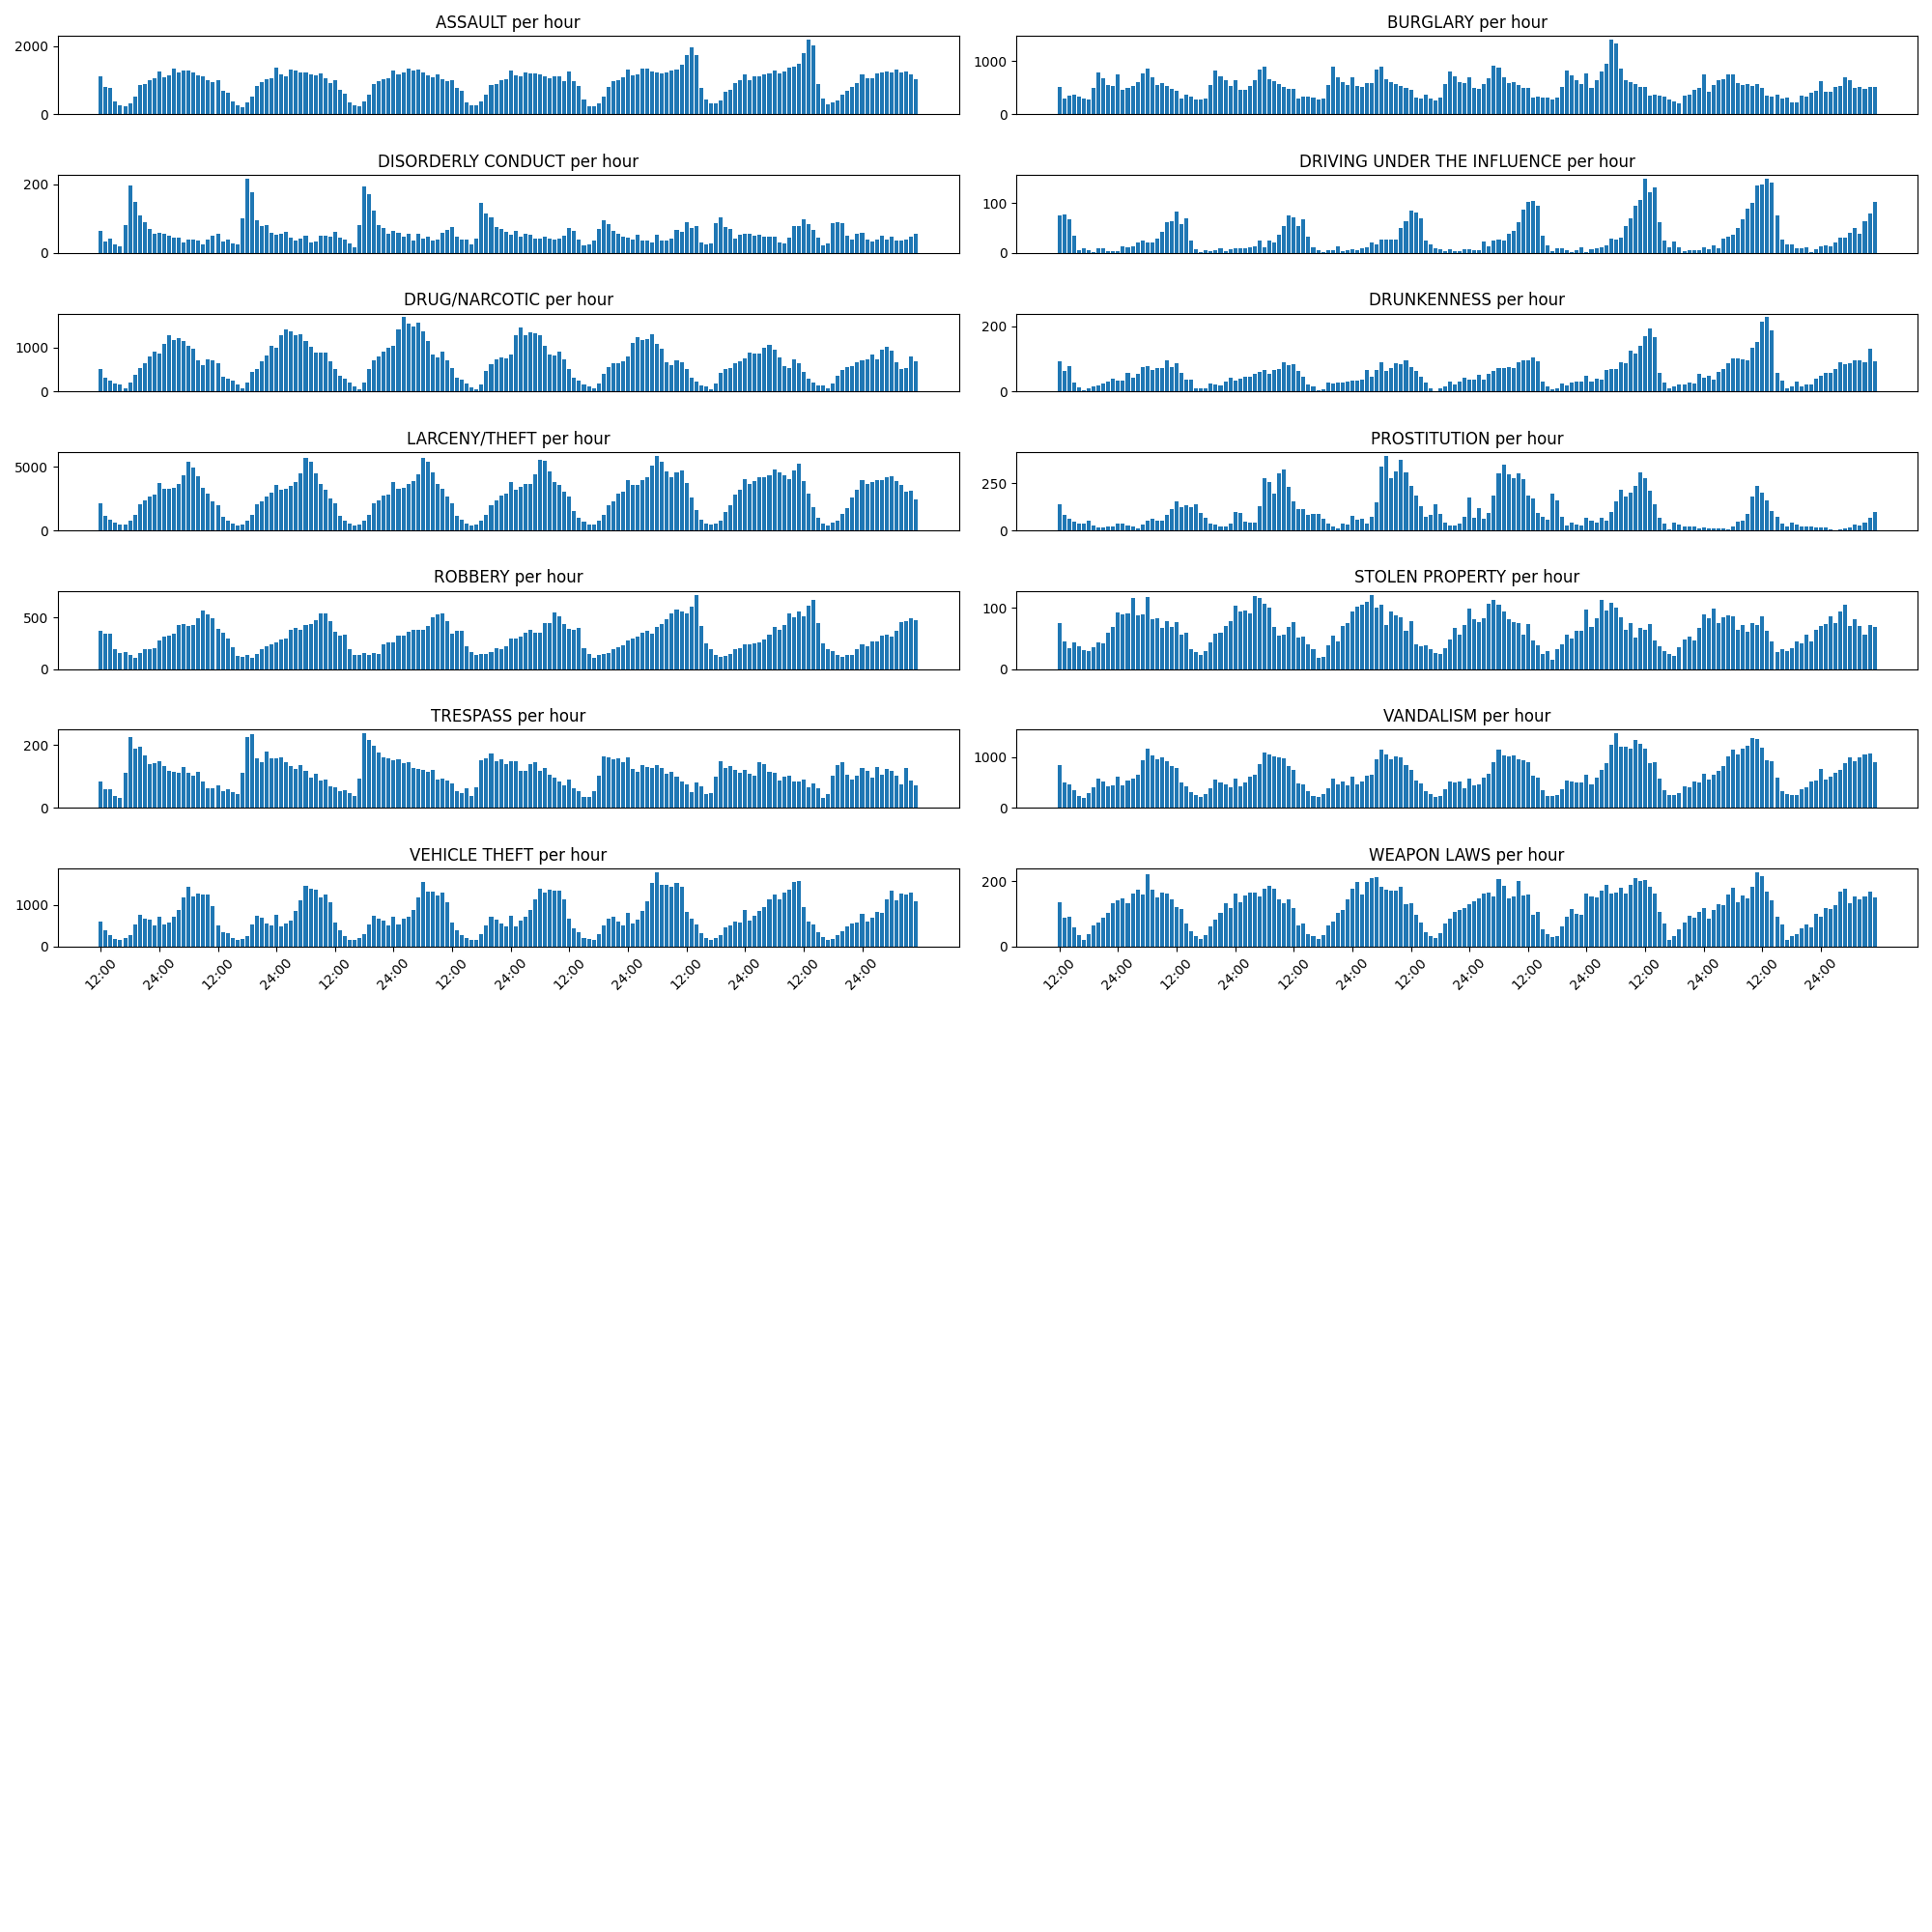 ASSAULT per hour
2000
0
BURGLARY per hour
1000
0
DISORDERLY CONDUCT per hour
200
0
DRIVING UNDER THE INFLUENCE per hour
100
0
DRUG/NARCOTIC per hour
1000
0
DRUNKENNESS per hour
200
0
LARCENY/THEFT per hour
5000
0
PROSTITUTION per hour
250
0
ROBBERY per hour
500
0
STOLEN PROPERTY per hour
100
0
TRESPASS per hour
200
0
VANDALISM per hour
1000
0
VEHICLE THEFT per hour
1000
0
12:00 24:00 12:00 24:00 12:00 24:00 12:00 24:00 12:00 24:00 12:00 24:00 12:00 24:00
WEAPON LAWS per hour
200
0
12:00 24:00 12:00 24:00 12:00 24:00 12:00 24:00 12:00 24:00 12:00 24:00 12:00 24:00